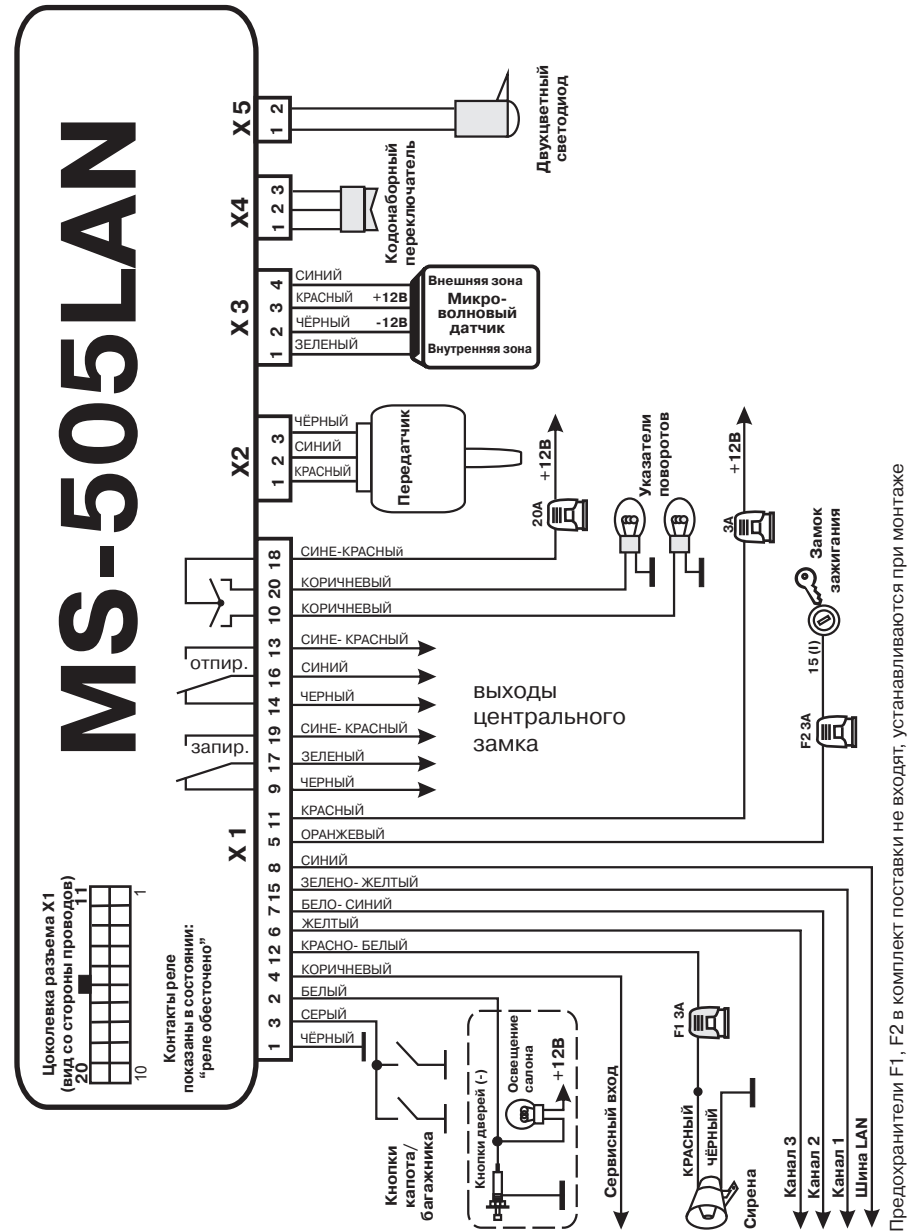 MS-505LAN
Цоколевка разъема X1
(вид со стороны проводов)
20 11
10 1
Контакты реле
показаны в состоянии:
“реле обесточено”
X 1
X2
X 3
X4
X 5
1 3 2 4 12 6 7 15 8 5 11 9 17 19 14 16 13 10 20 18
1 2 3
1 2 3 4
1 2 3
1 2
запир.
отпир.
ЧЁРНЫЙ
СЕРЫЙ
БЕЛЫЙ
КОРИЧНЕВЫЙ
КРАСНО- БЕЛЫЙ
ЖЕЛТЫЙ
БЕЛО- СИНИЙ
ЗЕЛЕНО- ЖЕЛТЫЙ
СИНИЙ
ОРАНЖЕВЫЙ
КРАСНЫЙ
ЧЕРНЫЙ
ЗЕЛЕНЫЙ
СИНЕ- КРАСНЫЙ
ЧЕРНЫЙ
СИНИЙ
СИНЕ- КРАСНЫЙ
КОРИЧНЕВЫЙ
КОРИЧНЕВЫЙ
СИНЕ-КРАСНЫй
КРАСНЫЙ
СИНИЙ
ЧЁРНЫЙ
Передатчик
ЗЕЛЕНЫЙ
ЧЁРНЫЙ -12В
КРАСНЫЙ +12В
СИНИЙ
Внешняя зона
Микро-
волновый
датчик
Внутренняя зона
Кодонаборный
переключатель
Двухцветный
светодиод
выходы
центрального
замка
20А
+12В
Указатели
поворотов
3А
+12В
15 (I)
Замок
зажигания
F2 3А
Кнопки
капота/
багажника
Кнопки дверей (-)
Освещение
салона
+12В
Сервисный вход
F1 3А
КРАСНЫЙ
ЧЁРНЫЙ
Сирена
Канал 3
Канал 2
Канал 1
Шина LAN
Предохранители F1, F2 в комплект поставки не входят, устанавливаются при монтаже